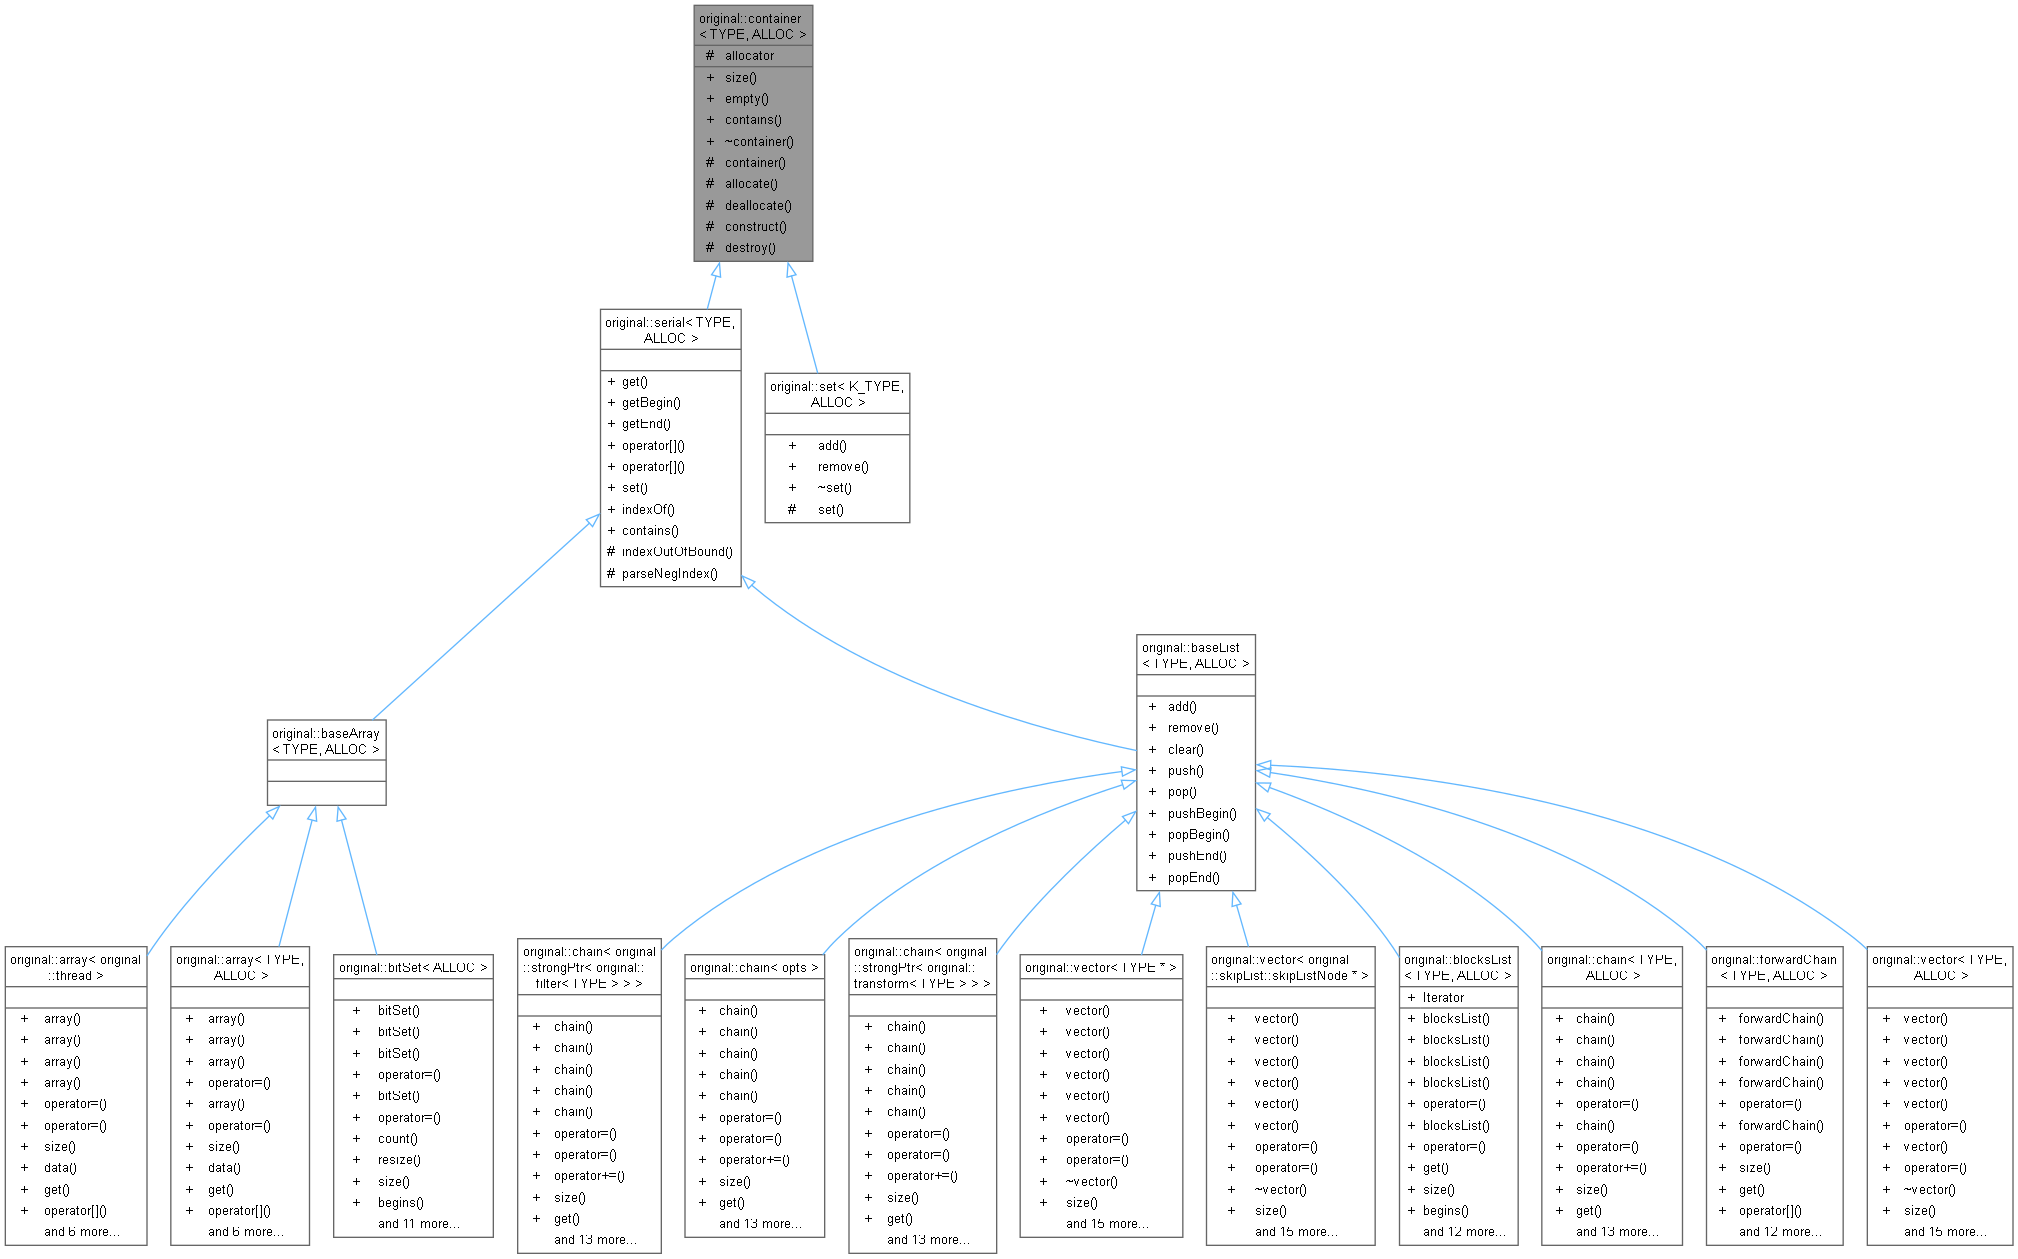 original::container
< TYPE, ALLOC >
# allocator
+ size()
+ empty()
+ contains()
+ ~container()
# container()
# allocate()
# deallocate()
# construct()
# destroy()
original::serial< TYPE,
ALLOC >
+ get()
+ getBegin()
+ getEnd()
+ operator[]()
+ operator[]()
+ set()
+ indexOf()
+ contains()
# indexOutOfBound()
# parseNegIndex()
original::set< K_TYPE,
ALLOC >
+ add()
+ remove()
+ ~set()
# set()
original::baseList
< TYPE, ALLOC >
+ add()
+ remove()
+ clear()
+ push()
+ pop()
+ pushBegin()
+ popBegin()
+ pushEnd()
+ popEnd()
original::baseArray
< TYPE, ALLOC >
original::array< original
::thread >
+ array()
+ array()
+ array()
+ array()
+ operator=()
+ operator=()
+ size()
+ data()
+ get()
+ operator[]()
and 6 more...
original::array< TYPE,
ALLOC >
+ array()
+ array()
+ array()
+ operator=()
+ array()
+ operator=()
+ size()
+ data()
+ get()
+ operator[]()
and 6 more...
original::bitSet< ALLOC >
+ bitSet()
+ bitSet()
+ bitSet()
+ operator=()
+ bitSet()
+ operator=()
+ count()
+ resize()
+ size()
+ begins()
and 11 more...
original::chain< original
::strongPtr< original::
filter< TYPE > > >
+ chain()
+ chain()
+ chain()
+ chain()
+ chain()
+ operator=()
+ operator=()
+ operator+=()
+ size()
+ get()
and 13 more...
original::chain< opts >
+ chain()
+ chain()
+ chain()
+ chain()
+ chain()
+ operator=()
+ operator=()
+ operator+=()
+ size()
+ get()
and 13 more...
original::chain< original
::strongPtr< original::
transform< TYPE > > >
+ chain()
+ chain()
+ chain()
+ chain()
+ chain()
+ operator=()
+ operator=()
+ operator+=()
+ size()
+ get()
and 13 more...
original::vector< TYPE * >
+ vector()
+ vector()
+ vector()
+ vector()
+ vector()
+ vector()
+ operator=()
+ operator=()
+ ~vector()
+ size()
and 15 more...
original::vector< original
::skipList::skipListNode * >
+ vector()
+ vector()
+ vector()
+ vector()
+ vector()
+ vector()
+ operator=()
+ operator=()
+ ~vector()
+ size()
and 15 more...
original::blocksList
< TYPE, ALLOC >
+ Iterator
+ blocksList()
+ blocksList()
+ blocksList()
+ blocksList()
+ operator=()
+ blocksList()
+ operator=()
+ get()
+ size()
+ begins()
and 12 more...
original::chain< TYPE,
ALLOC >
+ chain()
+ chain()
+ chain()
+ chain()
+ operator=()
+ chain()
+ operator=()
+ operator+=()
+ size()
+ get()
and 13 more...
original::forwardChain
< TYPE, ALLOC >
+ forwardChain()
+ forwardChain()
+ forwardChain()
+ forwardChain()
+ operator=()
+ forwardChain()
+ operator=()
+ size()
+ get()
+ operator[]()
and 12 more...
original::vector< TYPE,
ALLOC >
+ vector()
+ vector()
+ vector()
+ vector()
+ vector()
+ operator=()
+ vector()
+ operator=()
+ ~vector()
+ size()
and 15 more...